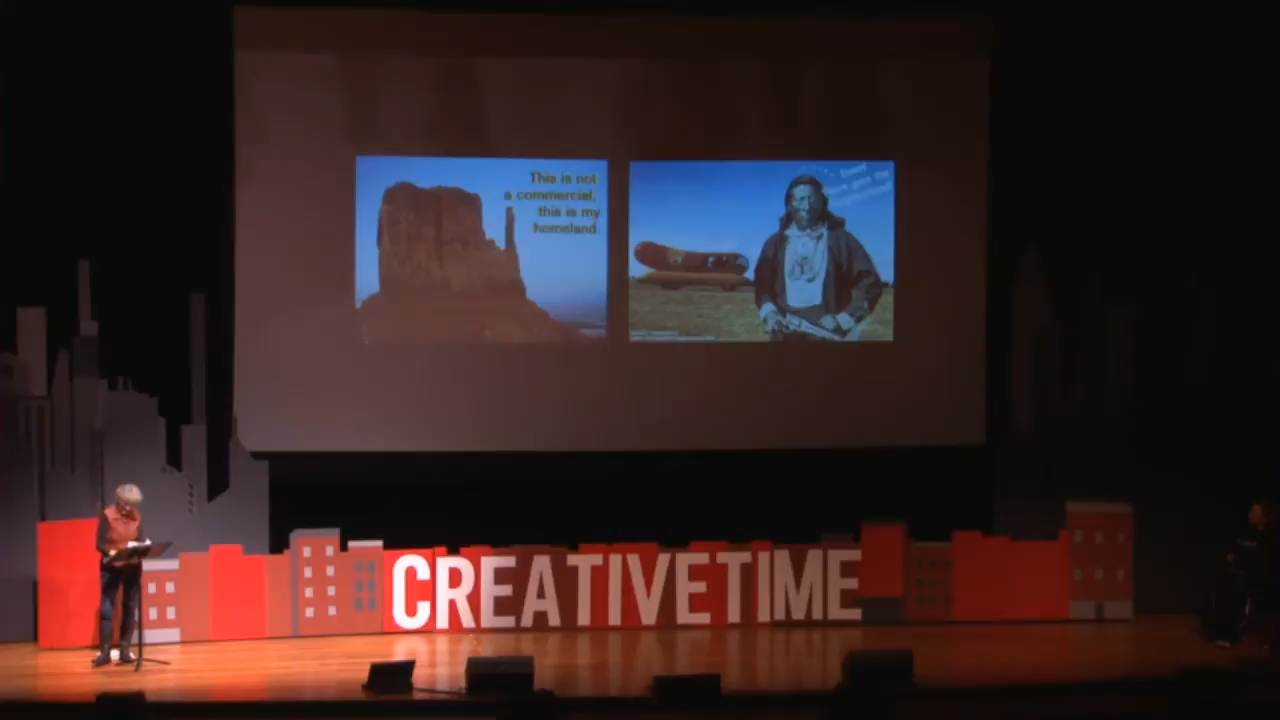 This is not
a commercial,
this is my
homeland.
CREATIVETIME